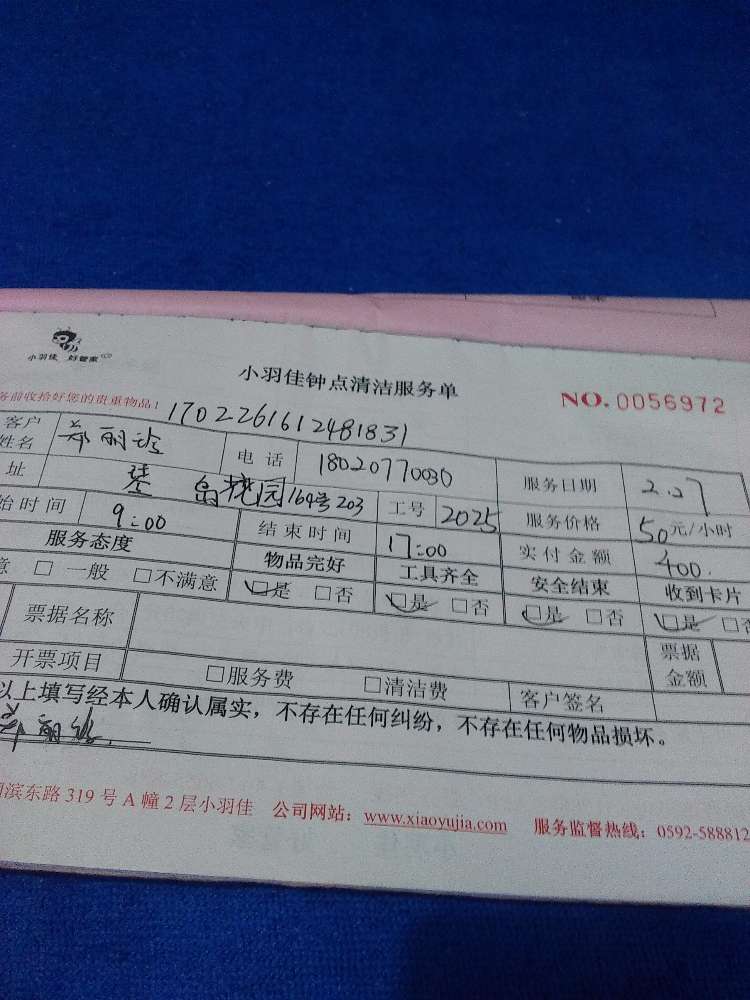 小羽佳 好管家
小羽佳钟点清洁服务单
NO. 0056972
务前收拾好您的贵重物品!
1702261612481831
客户姓名 郑丽 电话 18020770030 服务日期 2.27
址 园164号203 工号 2025 服务价格 50元/小时
始时间 9:00 结束时间 17:00 实付金额 400.
服务态度 物品完好 工具齐全 安全结束 收到卡片
意 □一般 □不满意 □是 □否 □是 □否 □是 □否 □是 □否
票据名称 票据金额
开票项目 □服务费 □清洁费 客户签名
以上填写经本人确认属实,不存在任何纠纷,不存在任何物品损坏。
郑丽
滨东路319号A幢2层小羽佳 公司网站:www.xiaoyujia.com 服务监督热线:0592-588812